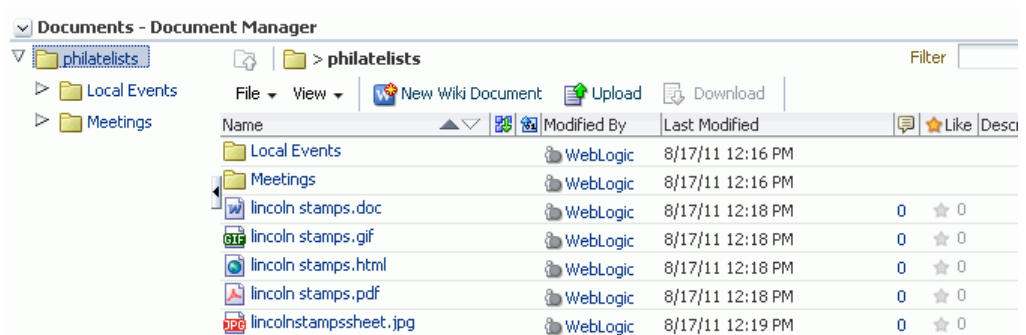 Documents - Document Manager
philatelists
Local Events
Meetings
> philatelists
Filter
File View New Wiki Document Upload Download
Name Modified By Last Modified Like Descr
Local Events WebLogic 8/17/11 12:16 PM
Meetings WebLogic 8/17/11 12:16 PM
lincoln stamps.doc WebLogic 8/17/11 12:18 PM 0 0
GIF lincoln stamps.gif WebLogic 8/17/11 12:18 PM 0 0
lincoln stamps.html WebLogic 8/17/11 12:18 PM 0 0
lincoln stamps.pdf WebLogic 8/17/11 12:18 PM 0 0
JPG lincolnstampssheet.jpg WebLogic 8/17/11 12:19 PM 0 0